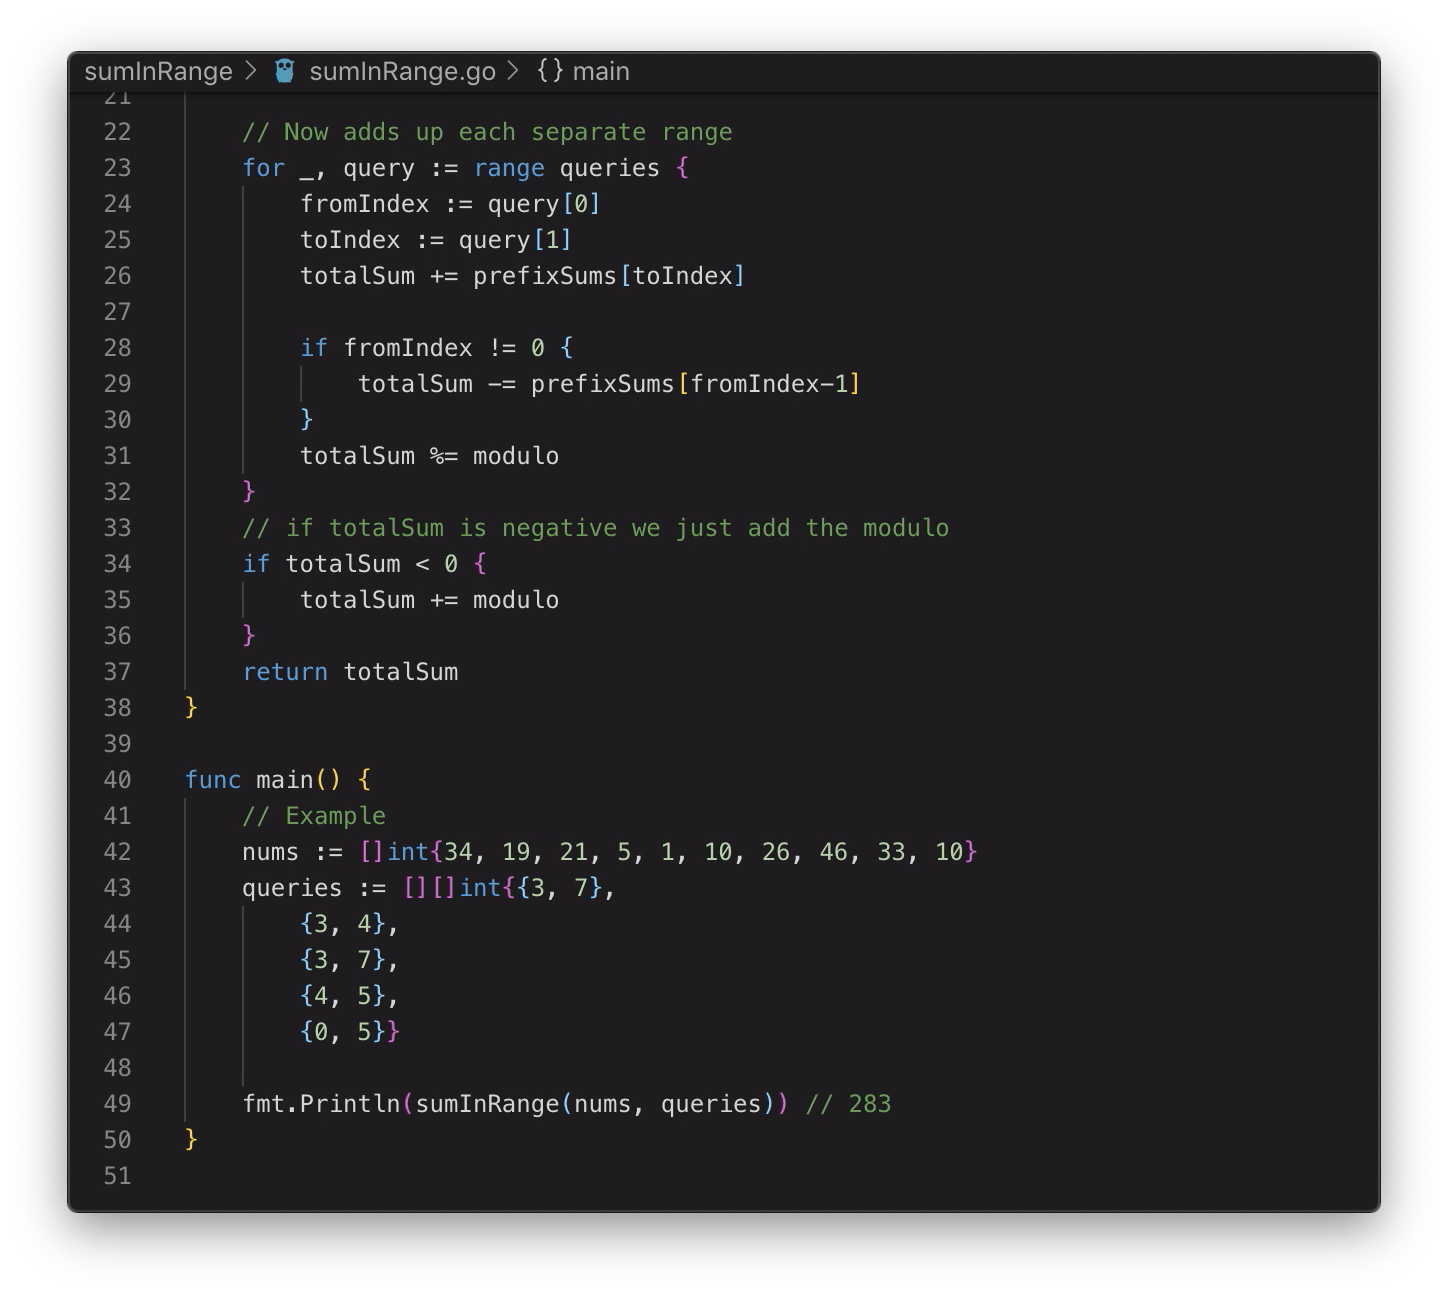 sumInRange > sumInRange.go > {} main
21
22 // Now adds up each separate range
23 for _, query := range queries {
24 fromIndex := query[0]
25 toIndex := query[1]
26 totalSum += prefixSums[toIndex]
27
28 if fromIndex != 0 {
29 totalSum -= prefixSums[fromIndex-1]
30 }
31 totalSum %= modulo
32 }
33 // if totalSum is negative we just add the modulo
34 if totalSum < 0 {
35 totalSum += modulo
36 }
37 return totalSum
38 }
39
40 func main() {
41 // Example
42 nums := []int{34, 19, 21, 5, 1, 10, 26, 46, 33, 10}
43 queries := [][]int{{3, 7},
44 {3, 4},
45 {3, 7},
46 {4, 5},
47 {0, 5}}
48
49 fmt.Println(sumInRange(nums, queries)) // 283
50 }
51